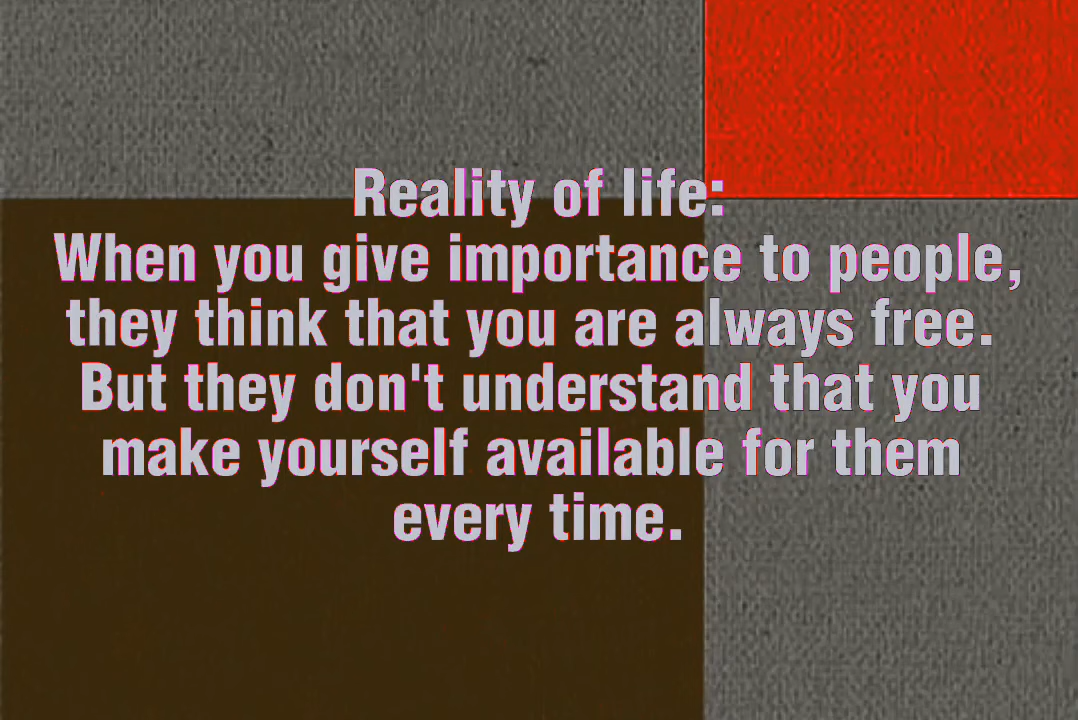 Reality of life:
When you give importance to people,
they think that you are always free.
But they don't understand that you
make yourself available for them
every time.